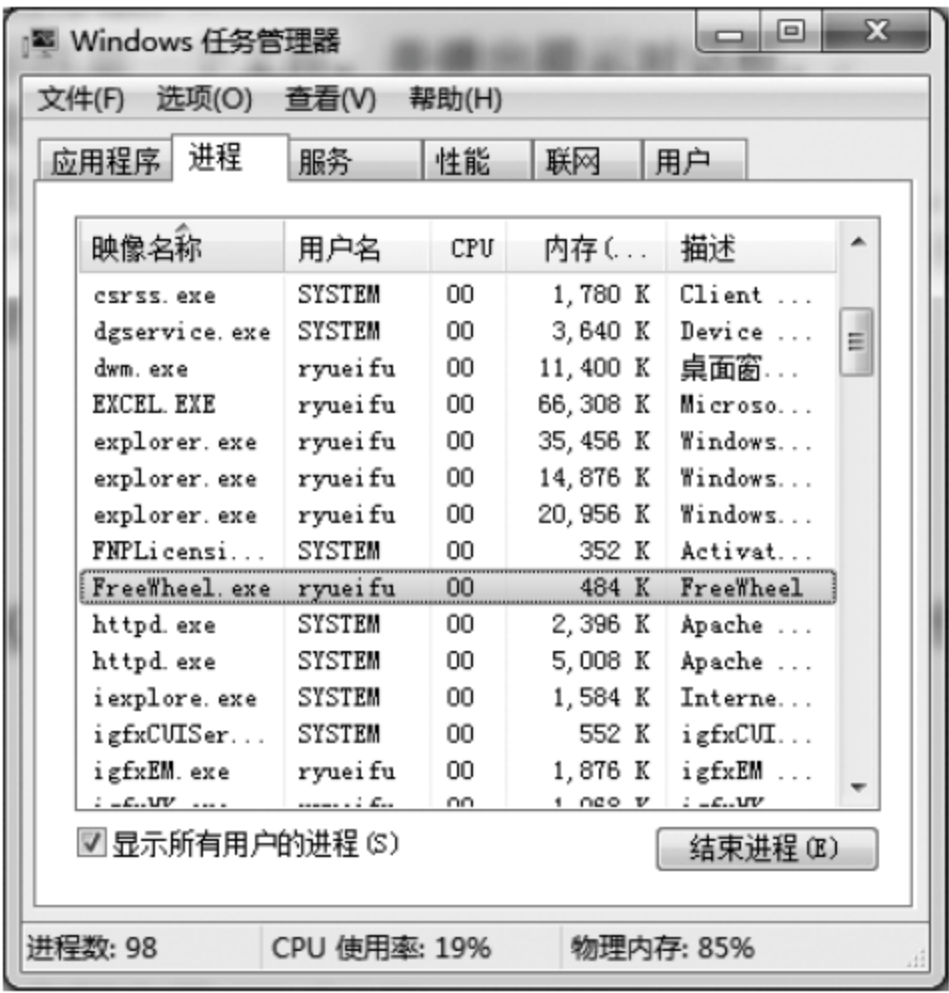 Windows 任务管理器
文件(F) 选项(O) 查看(V) 帮助(H)
应用程序 进程 服务 性能 联网 用户
映像名称 用户名 CPU 内存(... 描述
csrss.exe SYSTEM 00 1,780 K Client ...
dgservice.exe SYSTEM 00 3,640 K Device ...
dwm.exe ryueifu 00 11,400 K 桌面窗...
EXCEL.EXE ryueifu 00 66,308 K Microso...
explorer.exe ryueifu 00 35,456 K Windows...
explorer.exe ryueifu 00 14,876 K Windows...
explorer.exe ryueifu 00 20,956 K Windows...
FNPLicensi... SYSTEM 00 352 K Activat...
FreeWheel.exe ryueifu 00 484 K FreeWheel
httpd.exe SYSTEM 00 2,396 K Apache ...
httpd.exe SYSTEM 00 5,008 K Apache ...
iexplore.exe SYSTEM 00 1,584 K Interne...
igfxCUISer... SYSTEM 00 552 K igfxCUI...
igfxEM.exe ryueifu 00 1,876 K igfxEM ...
显示所有用户的进程(S) 结束进程(E)
进程数: 98 CPU 使用率: 19% 物理内存: 85%